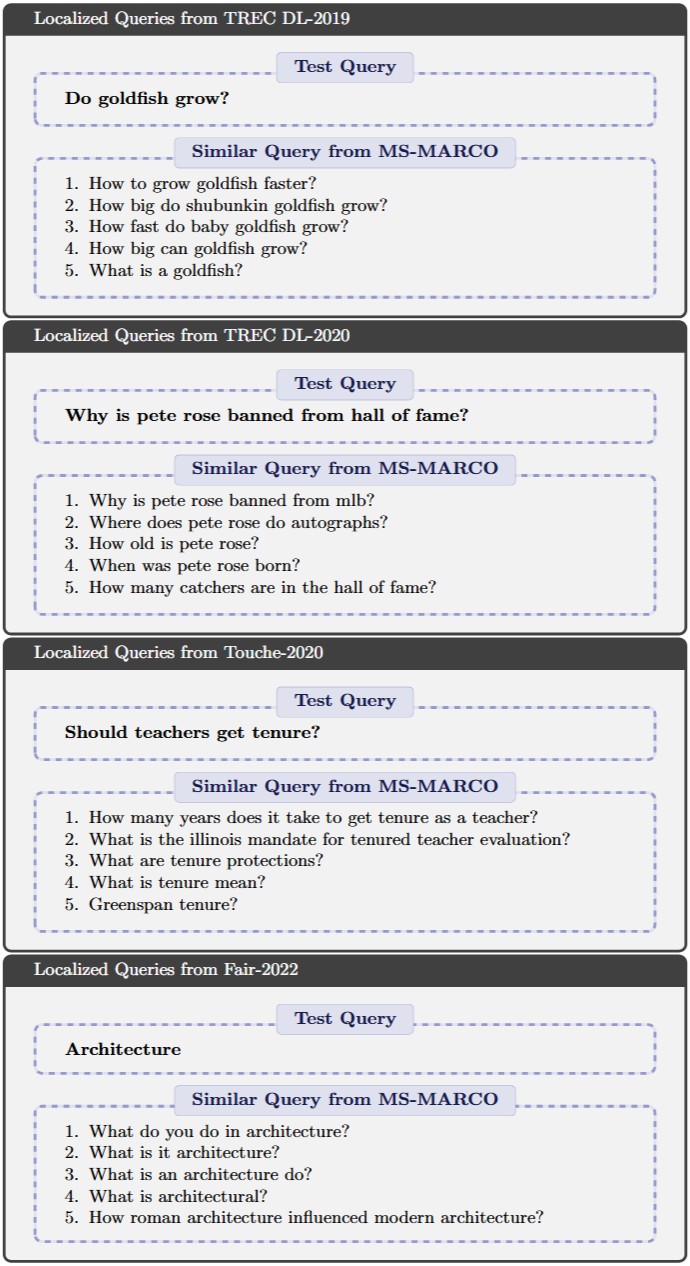 Localized Queries from TREC DL-2019
Test Query
Do goldfish grow?
Similar Query from MS-MARCO
1. How to grow goldfish faster?
2. How big do shubunkin goldfish grow?
3. How fast do baby goldfish grow?
4. How big can goldfish grow?
5. What is a goldfish?
Localized Queries from TREC DL-2020
Test Query
Why is pete rose banned from hall of fame?
Similar Query from MS-MARCO
1. Why is pete rose banned from mlb?
2. Where does pete rose do autographs?
3. How old is pete rose?
4. When was pete rose born?
5. How many catchers are in the hall of fame?
Localized Queries from Touche-2020
Test Query
Should teachers get tenure?
Similar Query from MS-MARCO
1. How many years does it take to get tenure as a teacher?
2. What is the illinois mandate for tenured teacher evaluation?
3. What are tenure protections?
4. What is tenure mean?
5. Greenspan tenure?
Localized Queries from Fair-2022
Test Query
Architecture
Similar Query from MS-MARCO
1. What do you do in architecture?
2. What is it architecture?
3. What is an architecture do?
4. What is architectural?
5. How roman architecture influenced modern architecture?